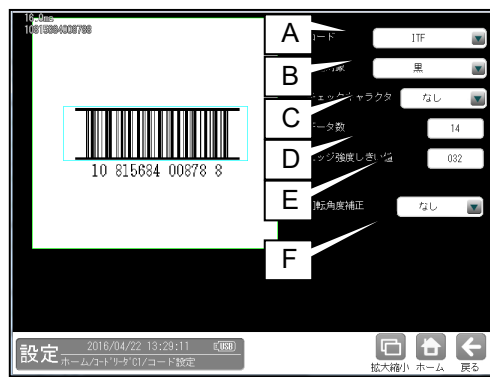 16.0ms
10815684008788
A
コード
ITF
B
黒
C
チェックキャラクタ
なし
データ数
14
D
エッジ強度しきい値
032
E
回転角度補正
なし
F
10 815684 00878 8
設定
2016/04/22 13:29:11
USB
ホーム/コードリーダC1/コード設定
拡大縮小
ホーム
戻る